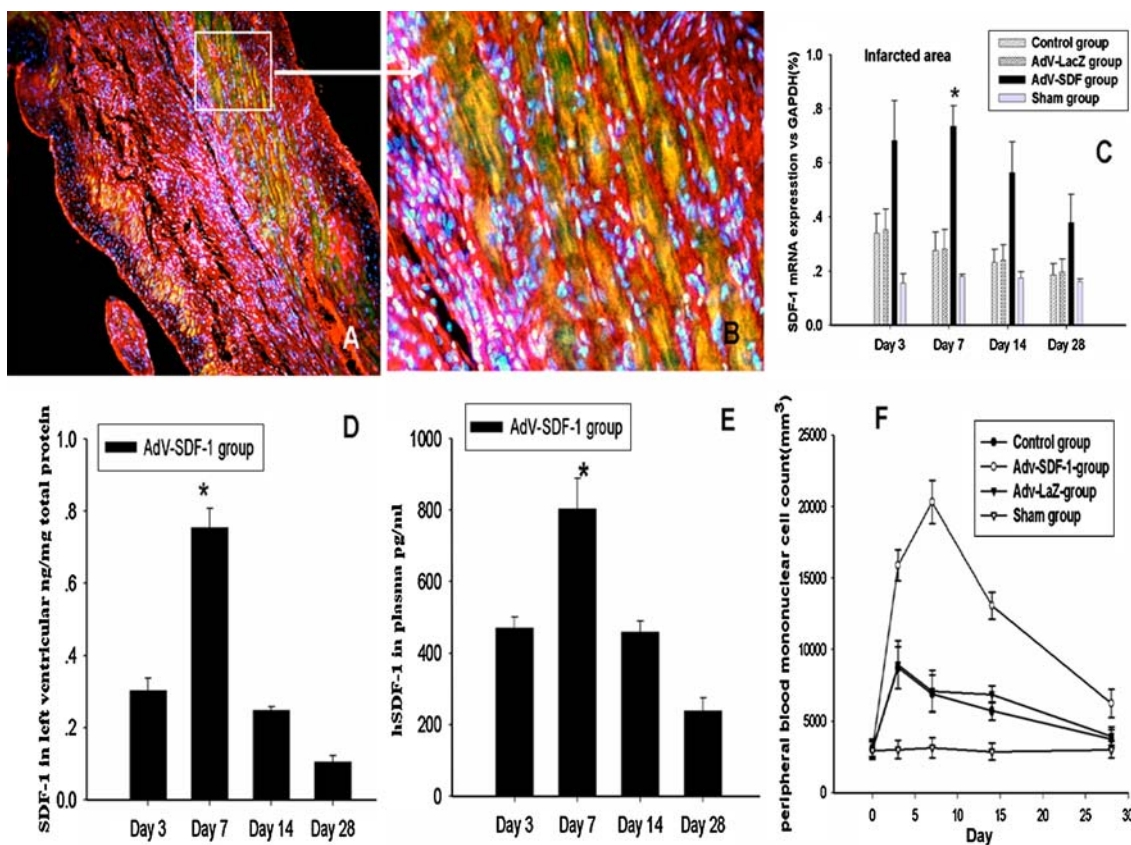 A
B
C
Infarcted area
Control group
AdV-LacZ group
AdV-SDF group
Sham group
*
SDF-1 mRNA expresstion vs GAPDH(%)
1.0
.8
.6
.4
.2
0.0
Day 3 Day 7 Day 14 Day 28
D
AdV-SDF-1 group
*
SDF-1 in left ventricular ng/mg total protein
1.0
.8
.6
.4
.2
0.0
Day 3 Day 7 Day 14 Day 28
E
AdV-SDF-1 group
*
hSDF-1 in plasma pg/ml
1000
800
600
400
200
0
Day 3 Day 7 Day 14 Day 28
F
Control group
Adv-SDF-1-group
Adv-LaZ-group
Sham group
peripheral blood mononuclear cell count(mm³)
25000
20000
15000
10000
5000
0
0 5 10 15 20 25 30
Day